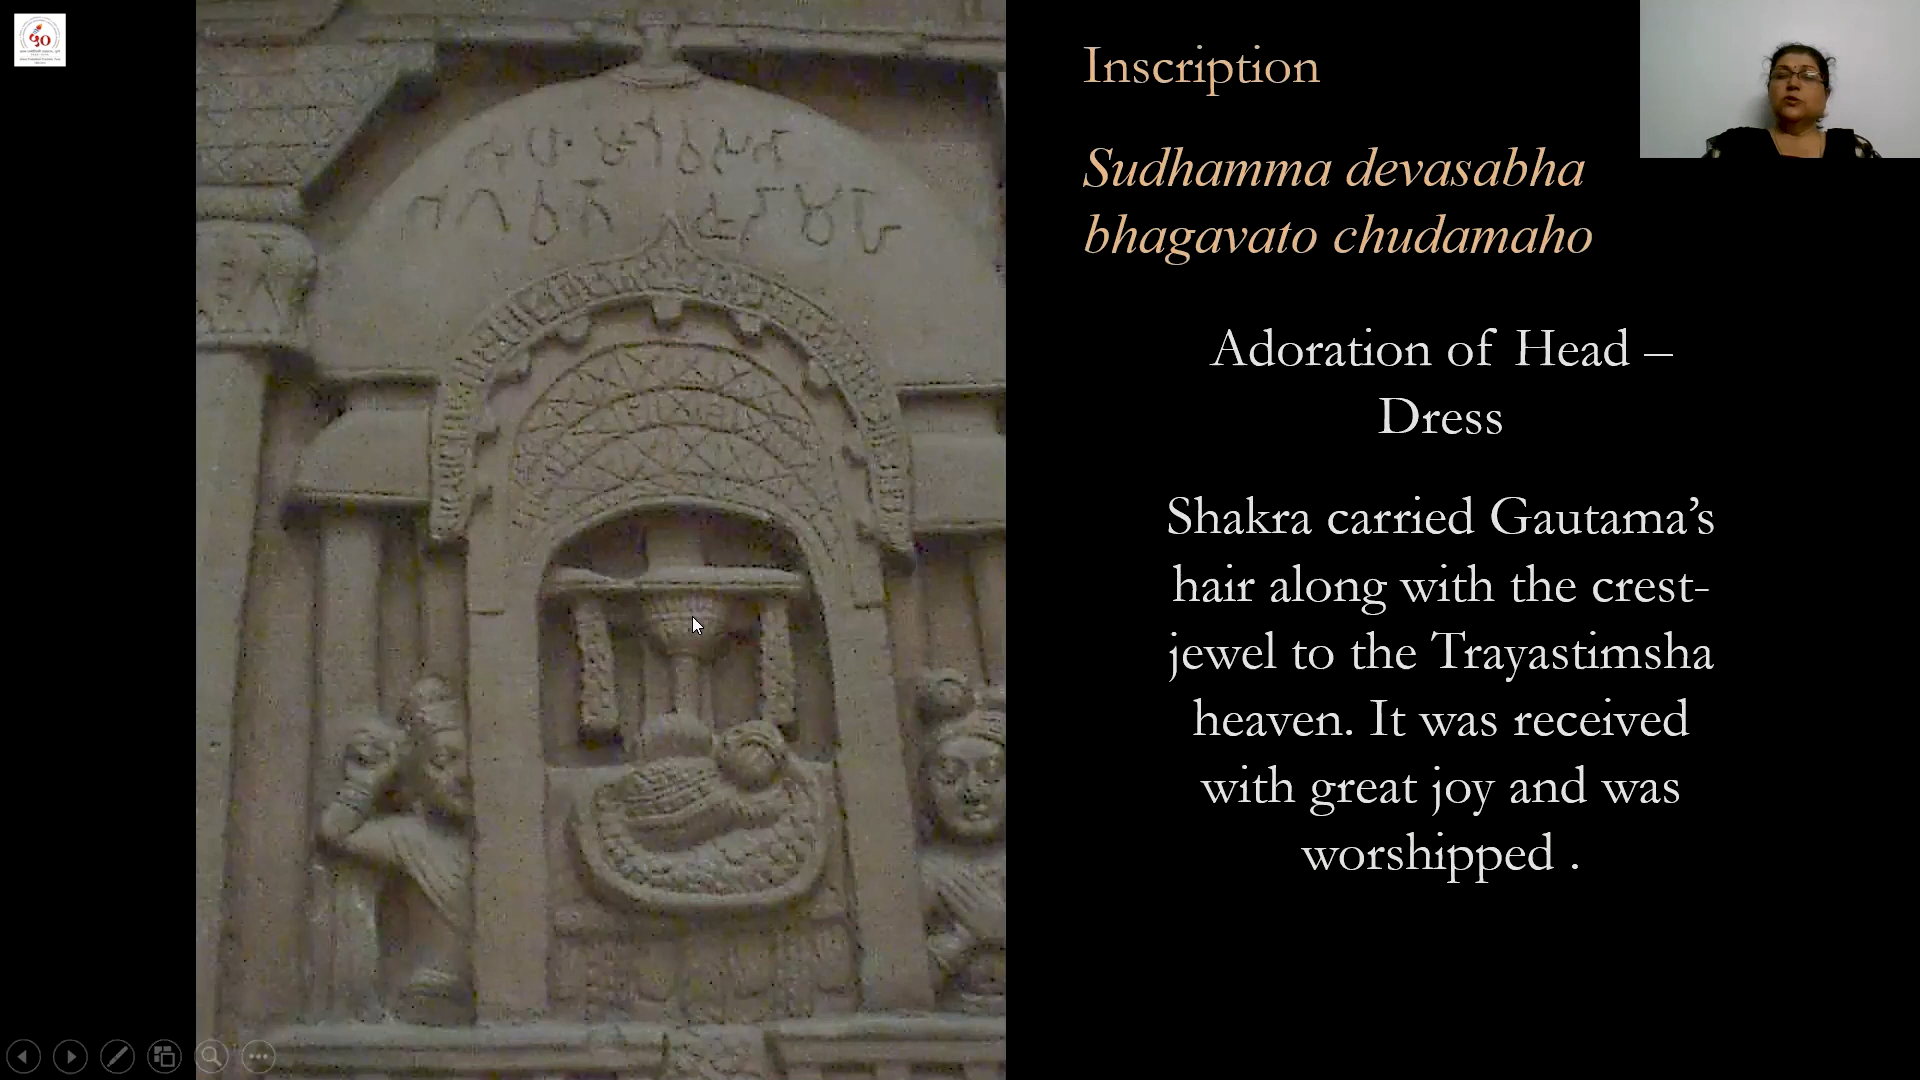 Inscription
Sudhamma devasabha
bhagavato chudamaho
Adoration of Head –
Dress
Shakra carried Gautama’s
hair along with the crest-
jewel to the Trayastimsha
heaven. It was received
with great joy and was
worshipped .